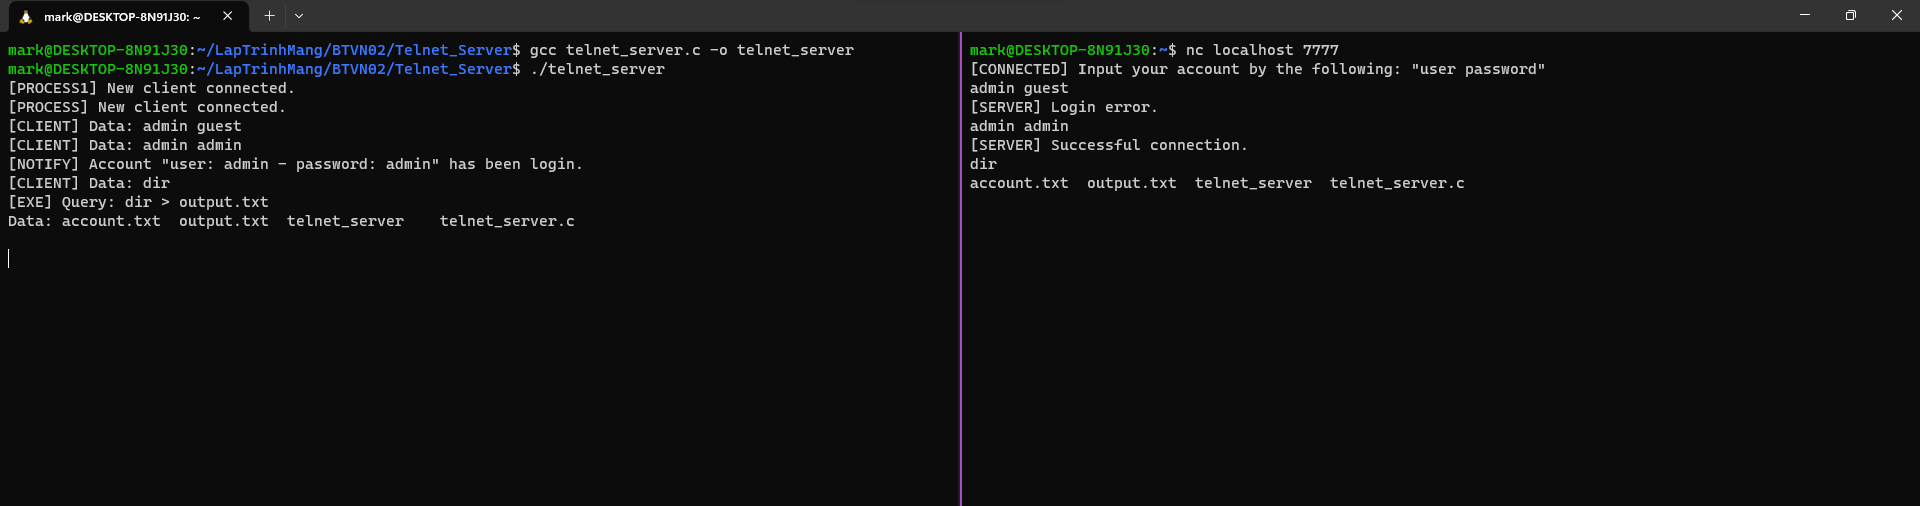 mark@DESKTOP-8N91J30: ~
mark@DESKTOP-8N91J30:~/LapTrinhMang/BTVN02/Telnet_Server$ gcc telnet_server.c -o telnet_server
mark@DESKTOP-8N91J30:~/LapTrinhMang/BTVN02/Telnet_Server$ ./telnet_server
[PROCESS1] New client connected.
[PROCESS] New client connected.
[CLIENT] Data: admin guest
[CLIENT] Data: admin admin
[NOTIFY] Account "user: admin - password: admin" has been login.
[CLIENT] Data: dir
[EXE] Query: dir > output.txt
Data: account.txt  output.txt  telnet_server    telnet_server.c
mark@DESKTOP-8N91J30:~$ nc localhost 7777
[CONNECTED] Input your account by the following: "user password"
admin guest
[SERVER] Login error.
admin admin
[SERVER] Successful connection.
dir
account.txt  output.txt  telnet_server  telnet_server.c